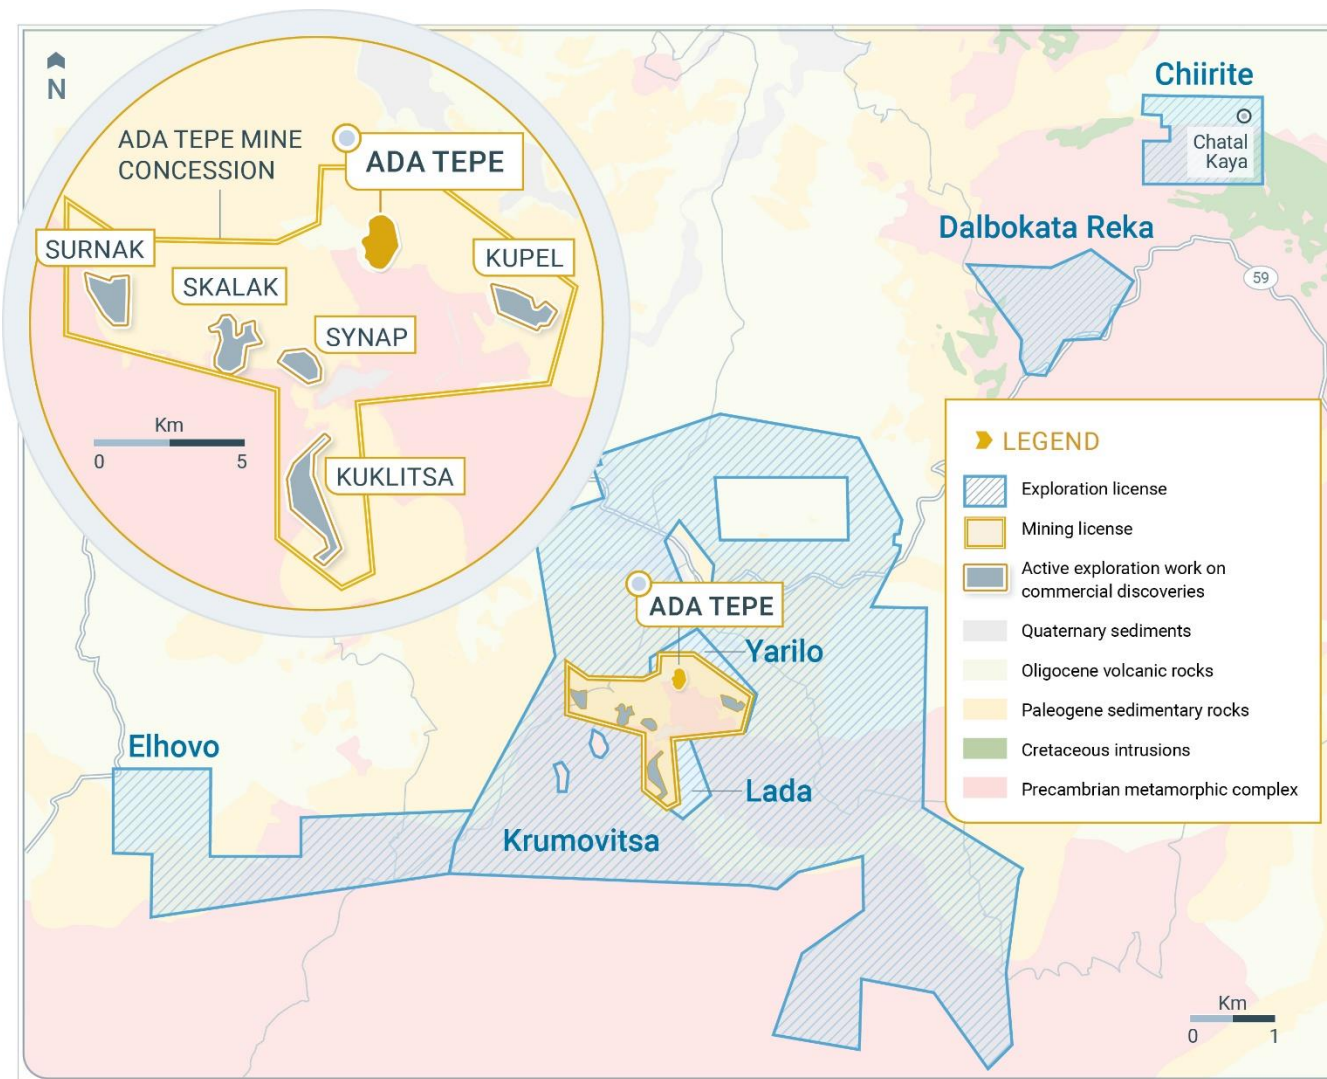 N
ADA TEPE MINE
CONCESSION
ADA TEPE
SURNAK
SKALAK
SYNAP
KUPEL
KUKLITSA
Km
0 5
Chiirite
Chatal
Kaya
Dalbokata Reka
59
LEGEND
Exploration license
Mining license
Active exploration work on
commercial discoveries
Quaternary sediments
Oligocene volcanic rocks
Paleogene sedimentary rocks
Cretaceous intrusions
Precambrian metamorphic complex
ADA TEPE
Yarilo
Elhovo
Lada
Krumovitsa
Km
0 1